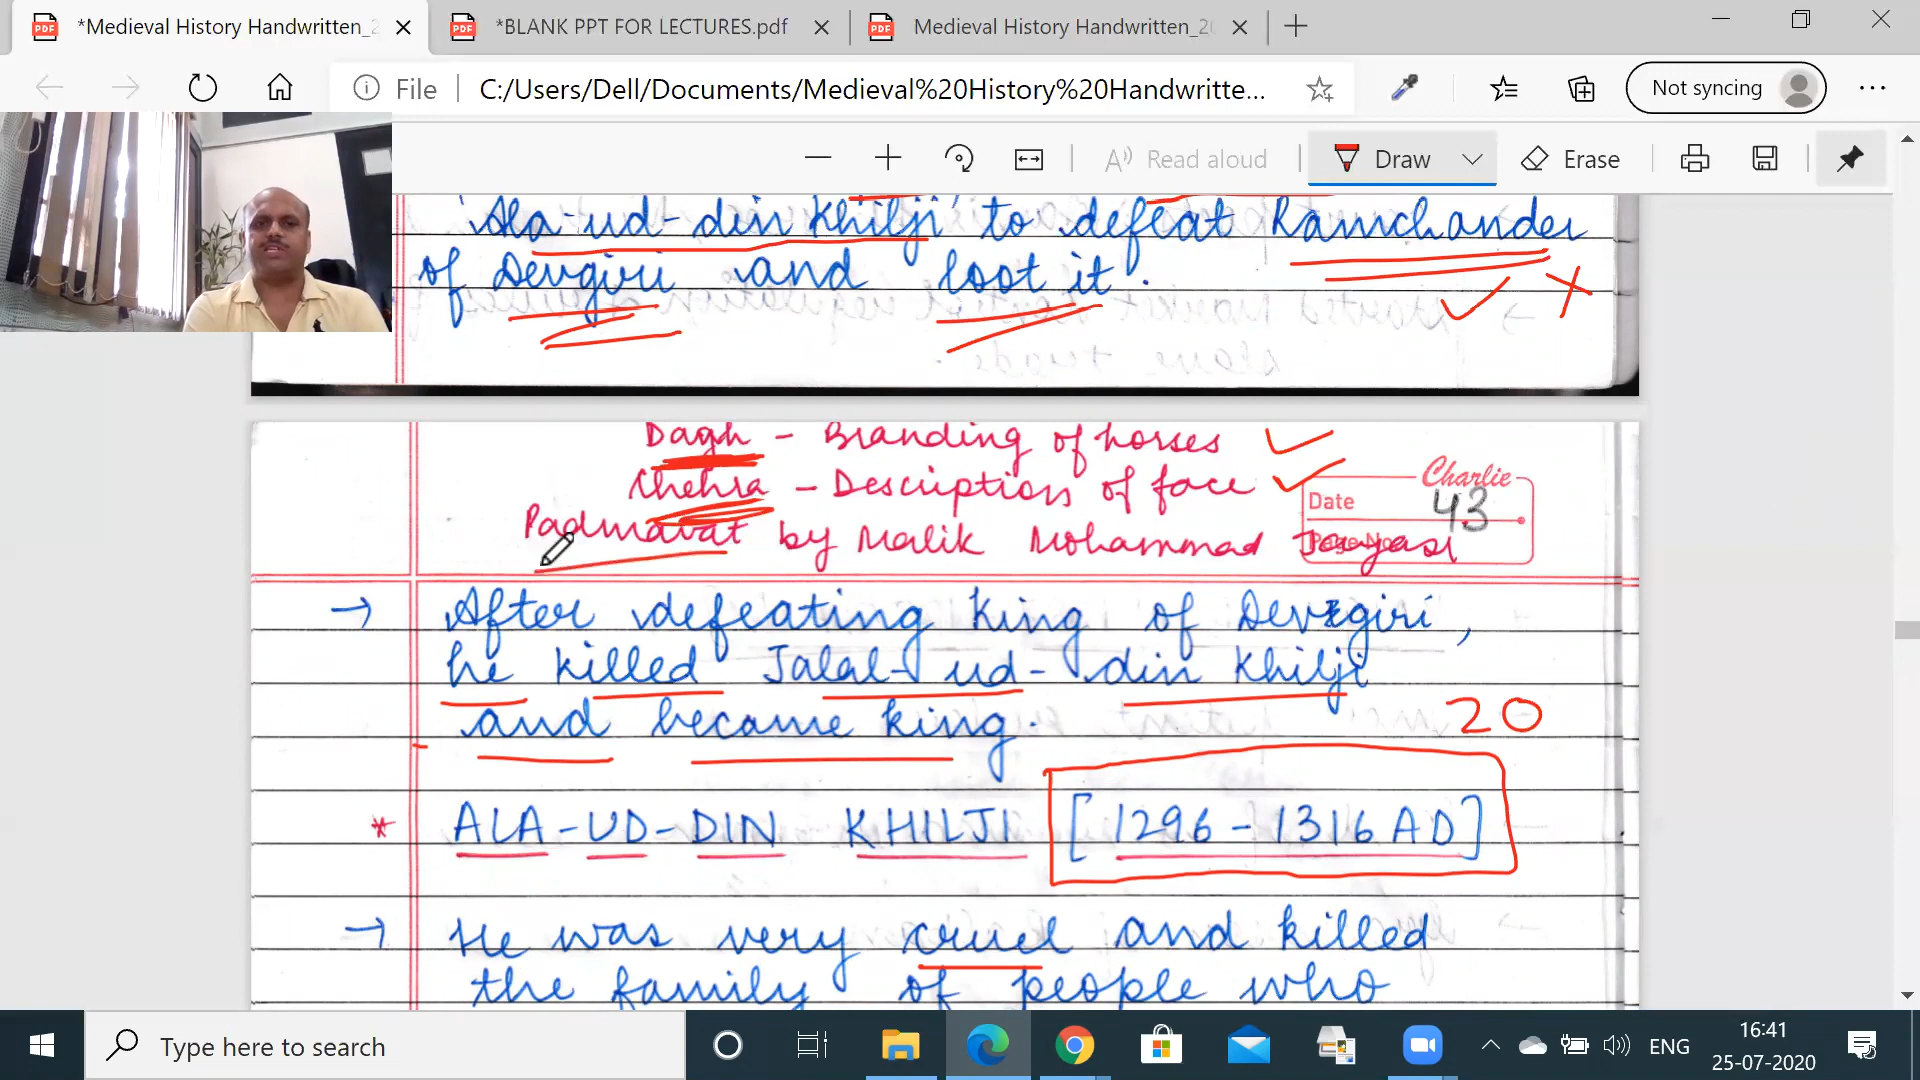 *Medieval History Handwritten_2
*BLANK PPT FOR LECTURES.pdf
Medieval History Handwritten_20
File
C:/Users/Dell/Documents/Medieval%20History%20Handwritte...
Not syncing
Read aloud
Draw
Erase
'Ala-ud-din Khilji' to defeat Ramchander
of Devgiri and loot it.
Dagh - Branding of horses
Chehra - Description of face
Charlie
Date
43
Page No.
Padmavat by Malik Mohammad Jayasi
→ After defeating king of Devgiri,
he killed Jalal-ud-din Khilji
and became king.
20
* ALA-UD-DIN KHILJI [1296-1316 AD]
→ He was very cruel and killed
the family of people who
Type here to search
ENG
16:41
25-07-2020